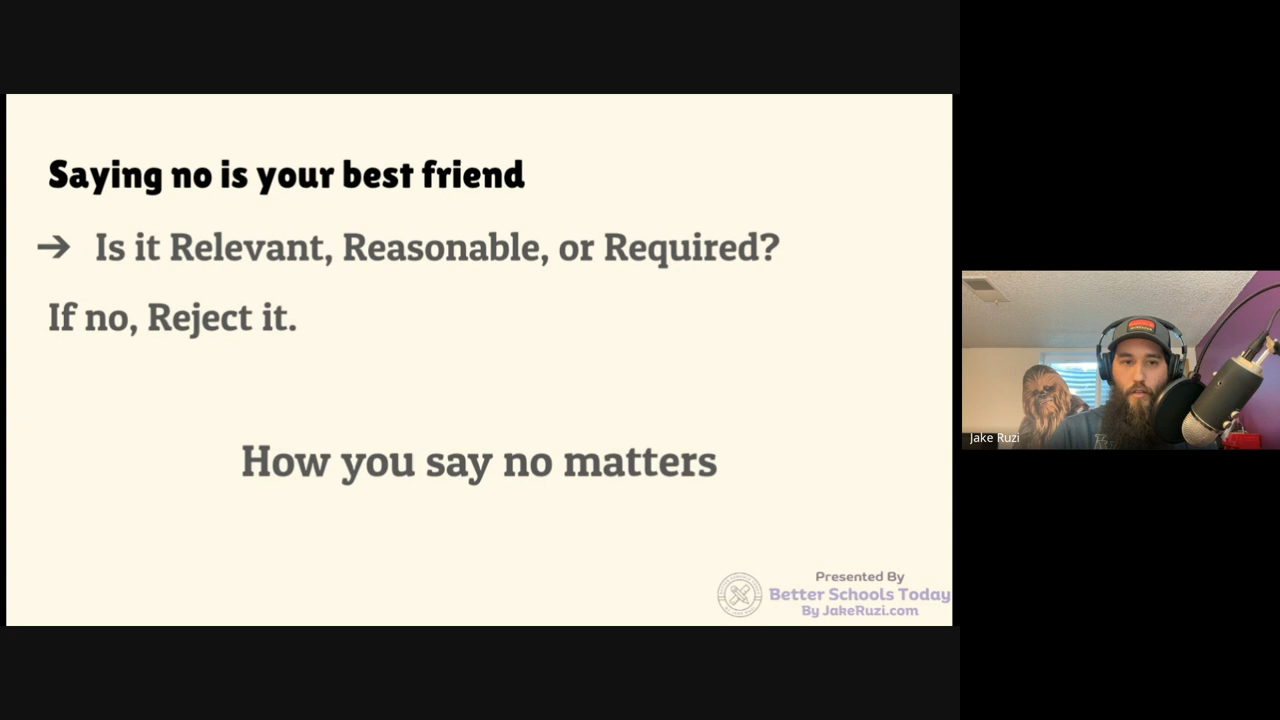 Saying no is your best friend
➔ Is it Relevant, Reasonable, or Required?
If no, Reject it.
How you say no matters
Presented By
Better Schools Today
By JakeRuzi.com
Jake Ruzi